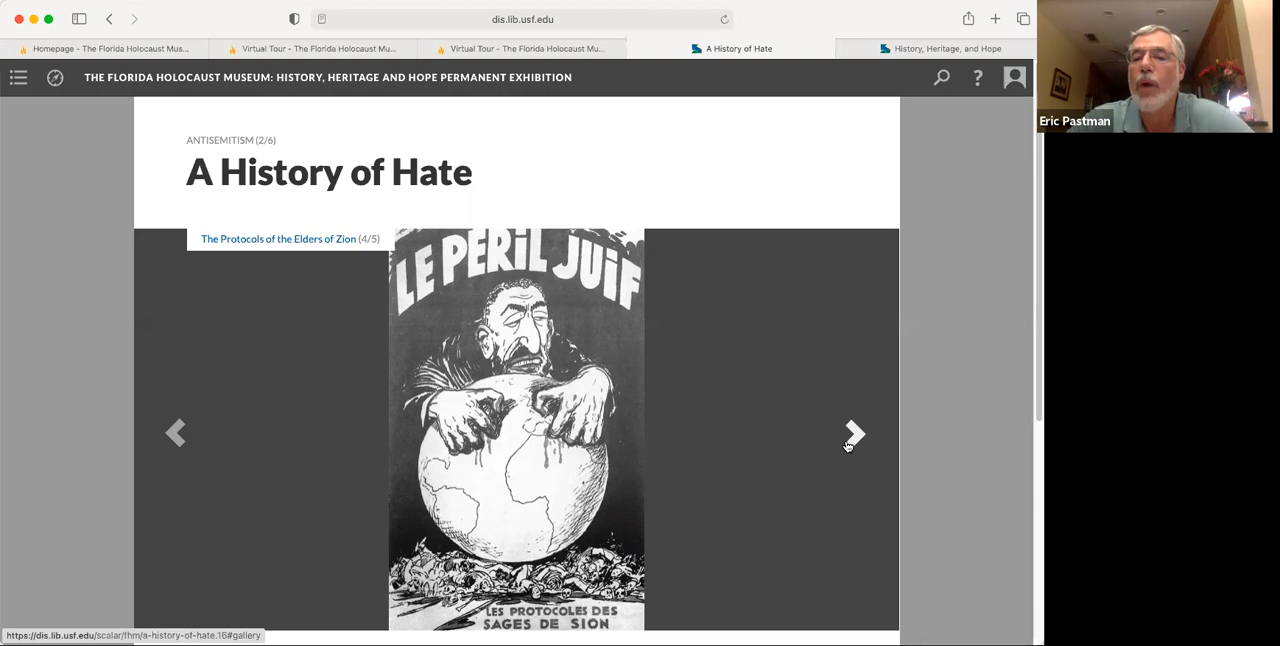 dis.lib.usf.edu
Homepage - The Florida Holocaust Mus...
Virtual Tour - The Florida Holocaust Mu...
Virtual Tour - The Florida Holocaust Mu...
A History of Hate
History, Heritage, and Hope
THE FLORIDA HOLOCAUST MUSEUM: HISTORY, HERITAGE AND HOPE PERMANENT EXHIBITION
?
Eric Pastman
ANTISEMITISM (2/6)
A History of Hate
The Protocols of the Elders of Zion (4/5)
LE PERiL JUiF
LES PROTOCOLES DES
SAGES DE SION
https://dis.lib.usf.edu/scalar/fhm/a-history-of-hate.16#gallery